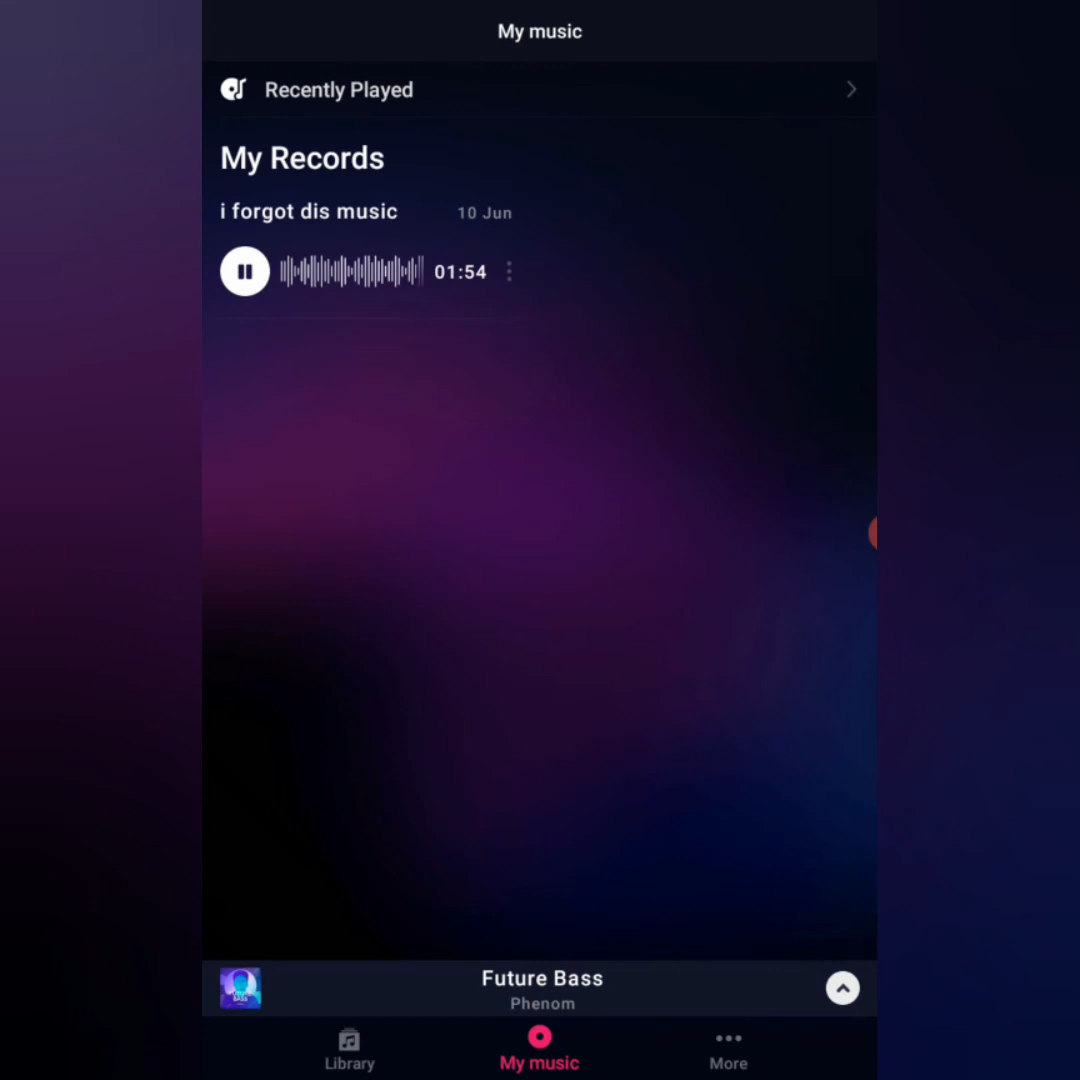 My music
Recently Played
My Records
i forgot dis music 10 Jun
01:54
Future Bass
Phenom
Library My music More